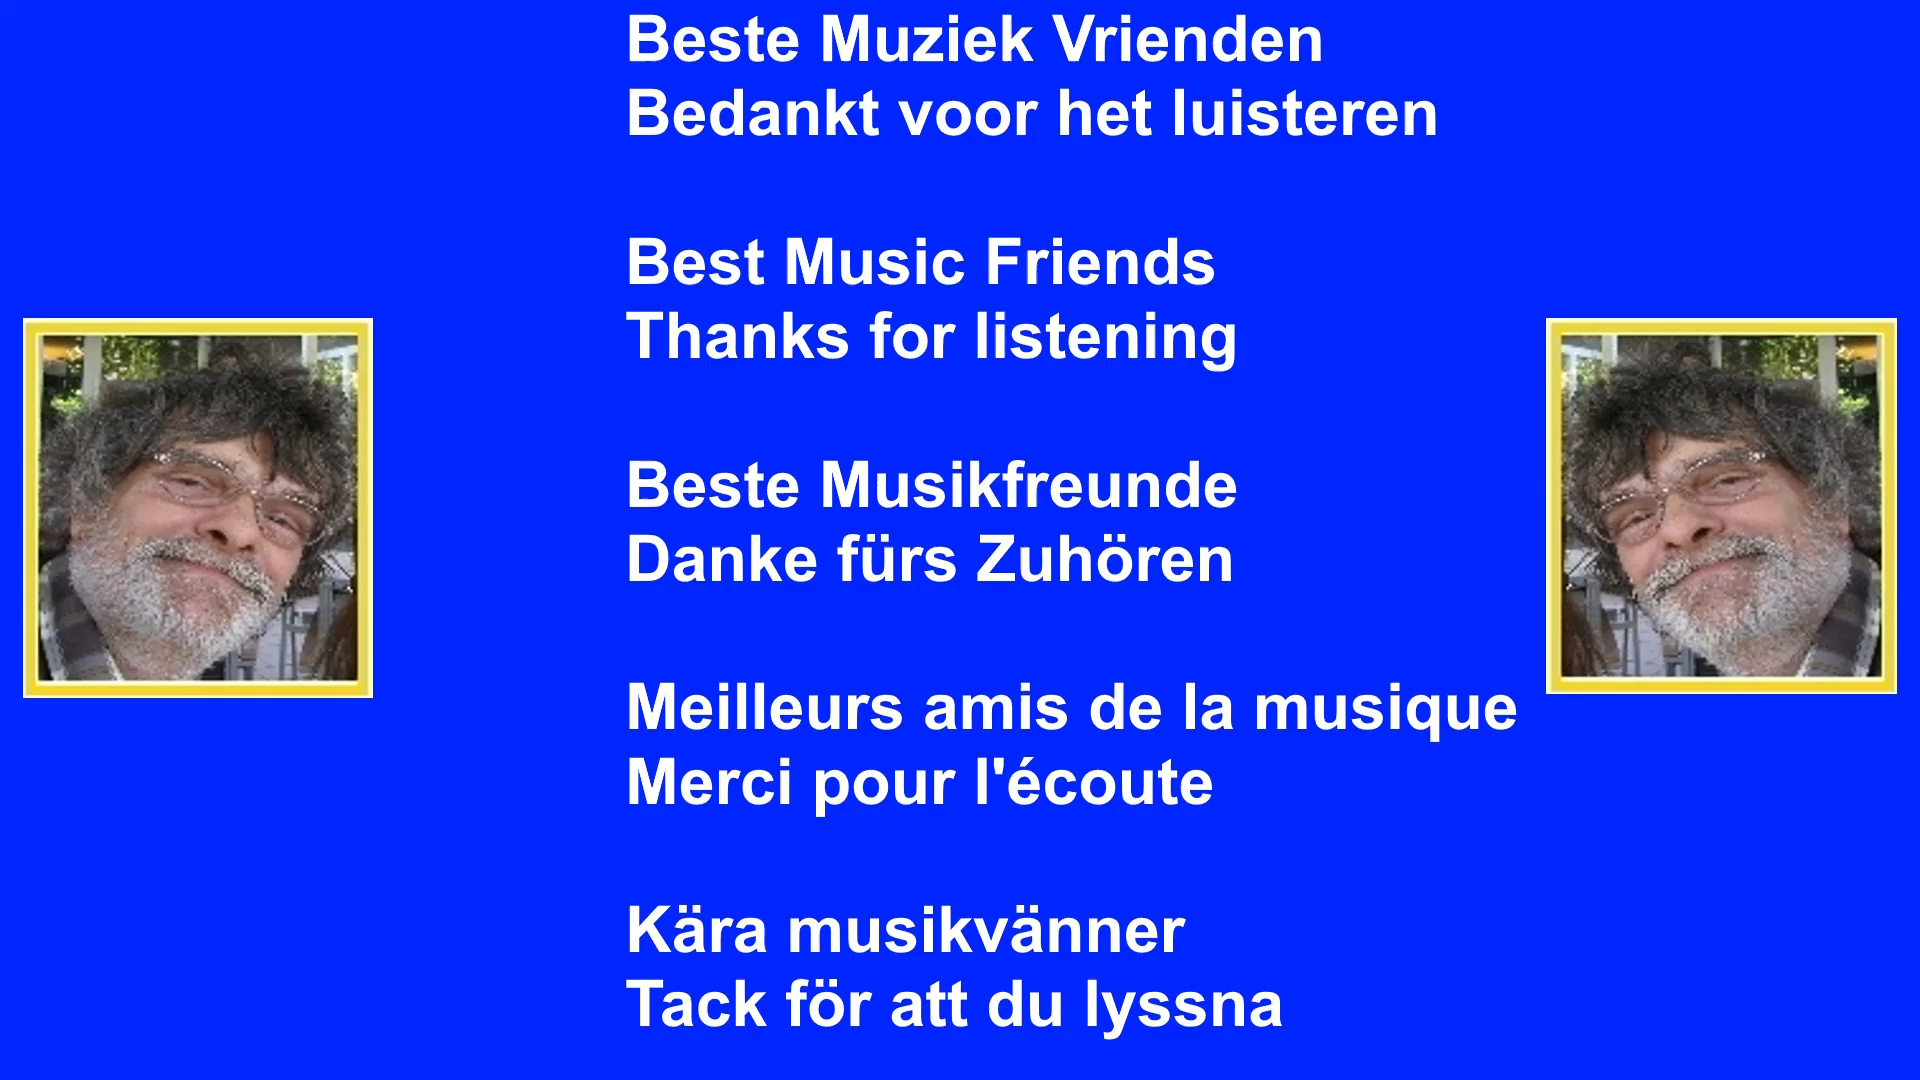 Beste Muziek Vrienden
Bedankt voor het luisteren
Best Music Friends
Thanks for listening
Beste Musikfreunde
Danke fürs Zuhören
Meilleurs amis de la musique
Merci pour l'écoute
Kära musikvänner
Tack för att du lyssna